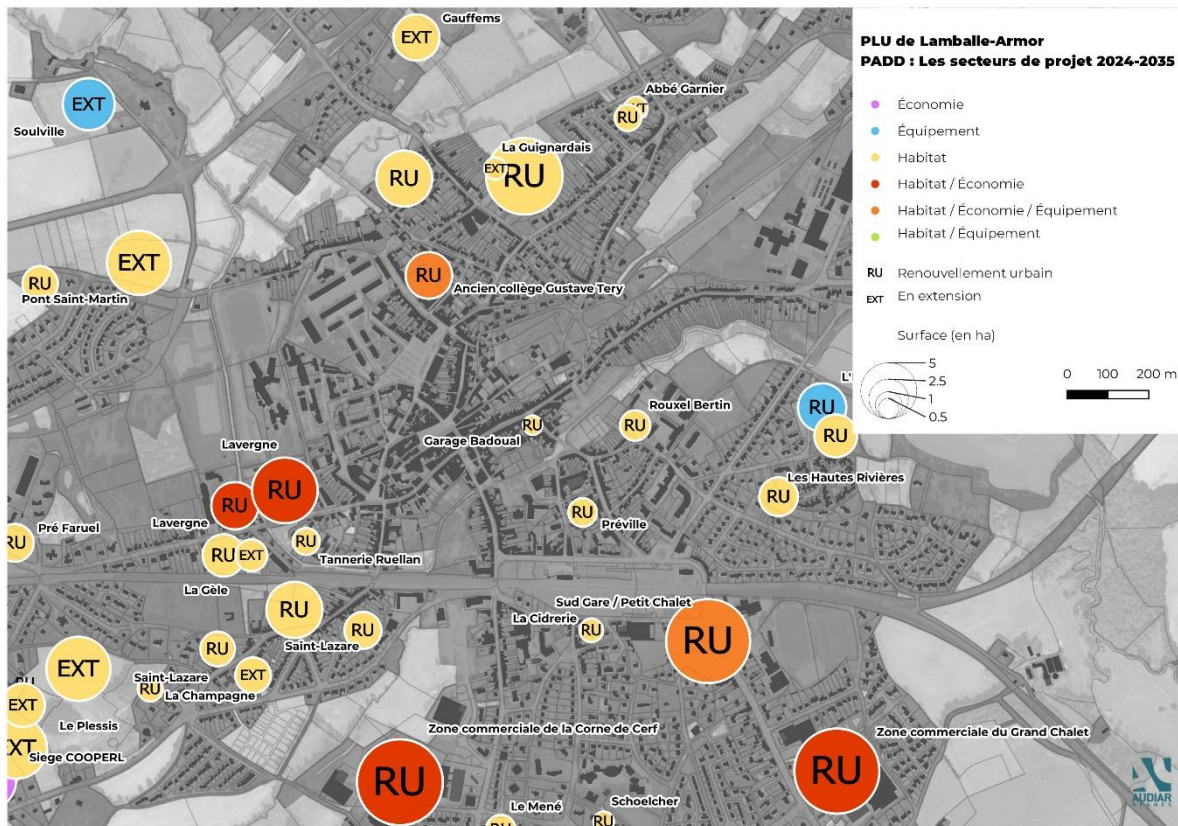 PLU de Lamballe-Armor
PADD : Les secteurs de projet 2024-2035
Économie
Équipement
Habitat
Habitat / Économie
Habitat / Économie / Équipement
Habitat / Équipement
RU Renouvellement urbain
EXT En extension
Surface (en ha)
5
2.5
1
0.5
0 100 200 m
Gauffems
EXT
EXT
Soulville
Abbé Garnier
RU
La Guignardais
EXT
RU
RU
EXT
RU
Pont Saint-Martin
RU
Ancien collège Gustave Tery
L'
RU
RU
Rouxel Bertin
RU
Garage Badoual
RU
Lavergne
RU
RU
Les Hautes Rivières
RU
Lavergne
Pré Faruel
RU
RU
Préville
RU
EXT
RU
Tannerie Ruellan
La Gèle
RU
RU
Saint-Lazare
Sud Gare / Petit Chalet
La Cidrerie
RU
RU
RU
EXT
EXT
Saint-Lazare
RU
La Champagne
RU
EXT
Le Plessis
EXT
Siege COOPERL
Zone commerciale de la Corne de Cerf
RU
Zone commerciale du Grand Chalet
RU
Le Mené
RU
Schoelcher
RU
AUDIAR
RENNES